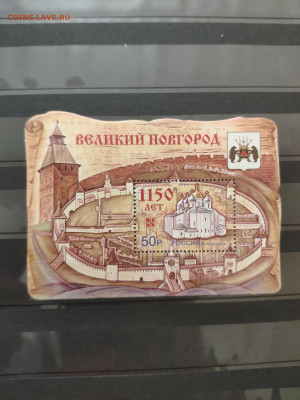 COINS.LAVE.RU
ВЕЛИКИЙ НОВГОРОД
1150
ЛЕТ
50Р.
РОССИЯ